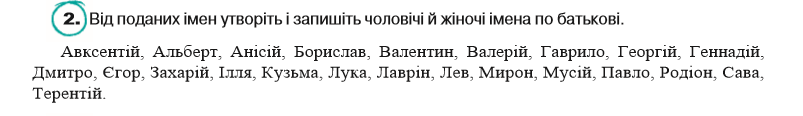 2. Від поданих імен утворіть і запишіть чоловічі й жіночі імена по батькові.
Авксентій, Альберт, Анісій, Борислав, Валентин, Валерій, Гаврило, Георгій, Геннадій,
Дмитро, Єгор, Захарій, Ілля, Кузьма, Лука, Лаврін, Лев, Мирон, Мусій, Павло, Родіон, Сава,
Терентій.